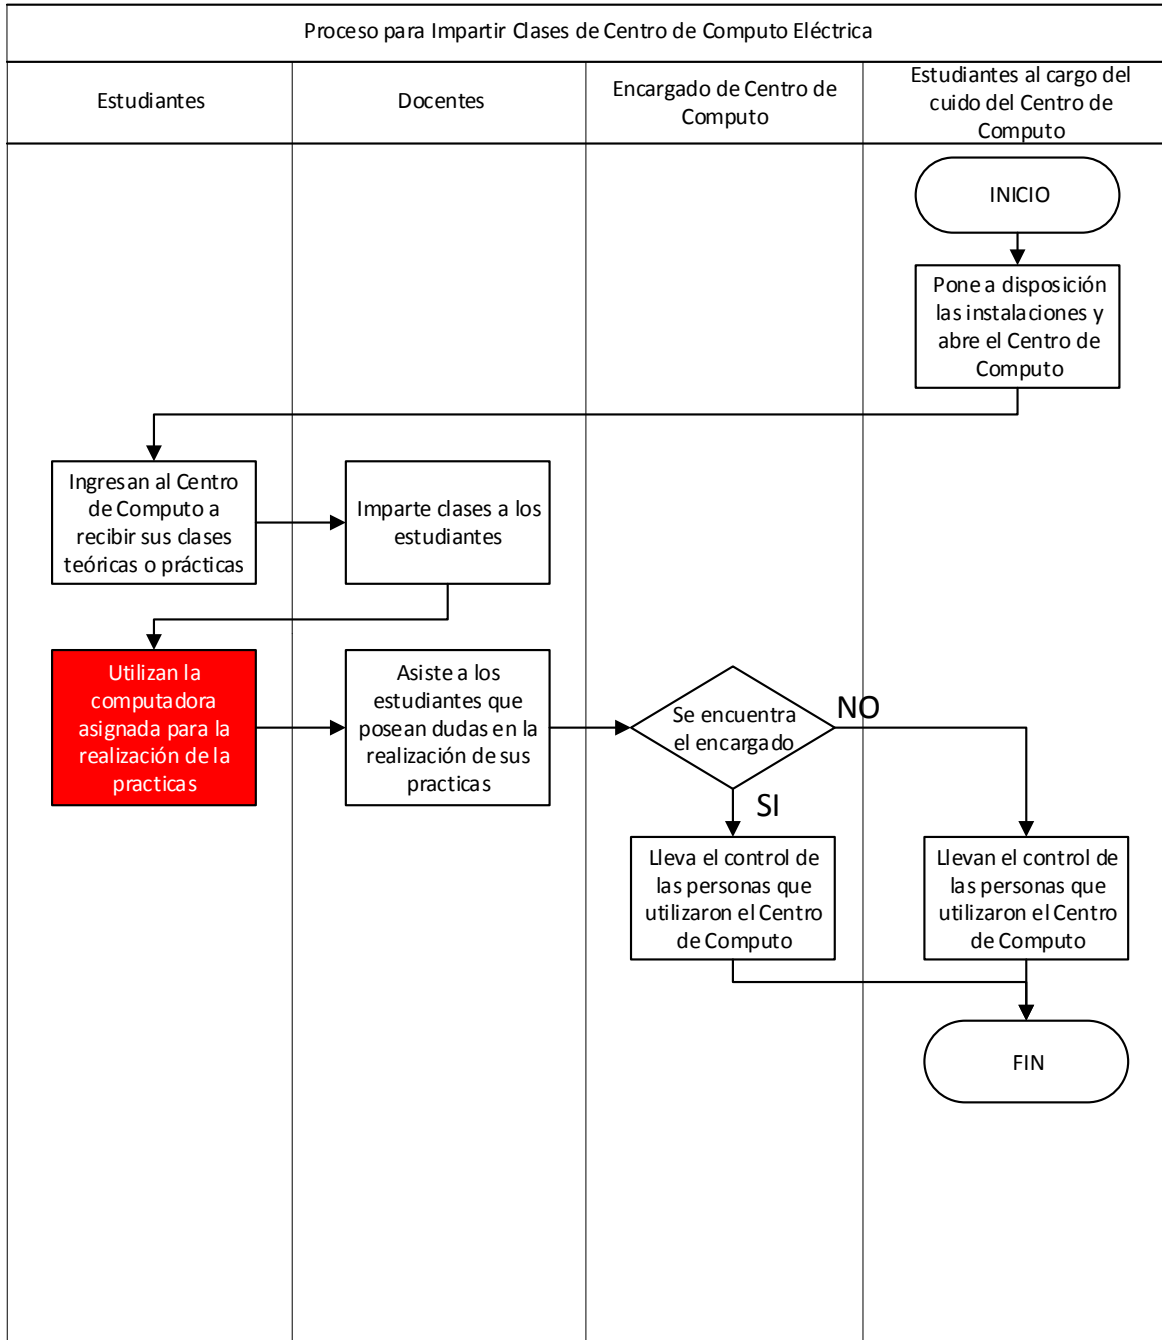 Proceso para Impartir Clases de Centro de Computo Eléctrica
Estudiantes
Docentes
Encargado de Centro de
Computo
Estudiantes al cargo del
cuido del Centro de
Computo
INICIO
Pone a disposición
las instalaciones y
abre el Centro de
Computo
Ingresan al Centro
de Computo a
recibir sus clases
teóricas o prácticas
Imparte clases a los
estudiantes
Utilizan la
computadora
asignada para la
realización de la
practicas
Asiste a los
estudiantes que
posean dudas en la
realización de sus
practicas
Se encuentra
el encargado
NO
SI
Lleva el control de
las personas que
utilizaron el Centro
de Computo
Llevan el control de
las personas que
utilizaron el Centro
de Computo
FIN